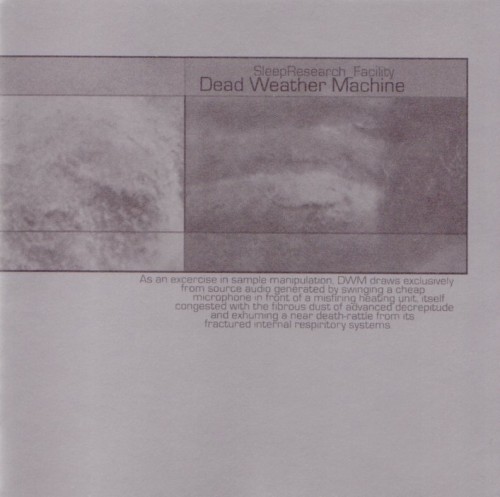 SleepResearch_Facility
Dead Weather Machine
As an excercise in sample manipulation, DWM draws exclusively
from source audio generated by swinging a cheap
microphone in front of a misfiring heating unit, itself
congested with the fibrous dust of advanced decrepitude
and exhuming a near death-rattle from its
fractured internal respiritory systems.